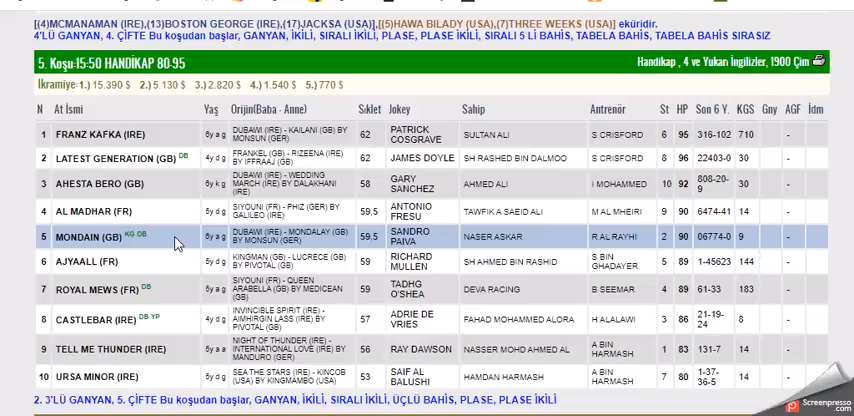 [(4)MCMANAMAN (IRE),(13)BOSTON GEORGE (IRE),(17)JACKSA (USA)],[(5)HAWA BILADY (USA),(7)THREE WEEKS (USA)] eküridir.
4'LÜ GANYAN, 4. ÇİFTE Bu koşudan başlar, GANYAN, İKİLİ, SIRALI İKİLİ, PLASE, PLASE İKİLİ, SIRALI 5 Lİ BAHİS, TABELA BAHİS, TABELA BAHİS SIRASIZ
5. Koşu:15:50 HANDİKAP 80-95 Handikap , 4 ve Yukarı İngilizler, 1900 Çim
İkramiye:1.) 15.390 $ 2.) 5.130 $ 3.) 2.820 $ 4.) 1.540 $ 5.) 770 $
N At İsmi Yaş Orijin(Baba - Anne) Sıklet Jokey Sahip Antrenör St HP Son 6 Y. KGS Gny AGF İdm
1 FRANZ KAFKA (IRE) 6y a g DUBAWI (IRE) - KAILANI (GB) BY MONSUN (GER) 62 PATRICK COSGRAVE SULTAN ALI S CRISFORD 6 95 316-102 710 -
2 LATEST GENERATION (GB) DB 4y d g FRANKEL (GB) - RIZEENA (IRE) BY IFFRAAJ (GB) 62 JAMES DOYLE SH RASHED BIN DALMOO S CRISFORD 8 96 22403-0 30 -
3 AHESTA BERO (GB) 6y k g DUBAWI (IRE) - WEDDING MARCH (IRE) BY DALAKHANI (IRE) 58 GARY SANCHEZ AHMED ALI I MOHAMMED 10 92 808-20-9 30 -
4 AL MADHAR (FR) 5y d g SIYOUNI (FR) - PHIZ (GER) BY GALILEO (IRE) 59,5 ANTONIO FRESU TAWFIK A SAEID ALI M AL MHEIRI 9 90 6474-41 14 -
5 MONDAIN (GB) KG DB 6y a g DUBAWI (IRE) - MONDALAY (GB) BY MONSUN (GER) 59,5 SANDRO PAIVA NASER ASKAR R AL RAYHI 2 90 06774-0 9 -
6 AJYAALL (FR) 5y d g KINGMAN (GB) - LUCRECE (GB) BY PIVOTAL (GB) 59 RICHARD MULLEN SH AHMED BIN RASHID S BIN GHADAYER 5 89 1-45623 144 -
7 ROYAL MEWS (FR) DB 6y a g SIYOUNI (FR) - QUEEN ARABELLA (GB) BY MEDICEAN (GB) 59 TADHG O'SHEA DEVA RACING B SEEMAR 4 89 61-33 183 -
8 CASTLEBAR (IRE) DB YP 4y d g INVINCIBLE SPIRIT (IRE) - AIMHIRGIN LASS (IRE) BY PIVOTAL (GB) 57 ADRIE DE VRIES FAHAD MOHAMMED ALORA H ALALAWI 3 86 21-19-24 8 -
9 TELL ME THUNDER (IRE) 5y a a NIGHT OF THUNDER (IRE) - INTERNATIONAL LOVE (IRE) BY MANDURO (GER) 56 RAY DAWSON NASSER MOHD AHMED AL A BIN HARMASH 1 83 131-7 14 -
10 URSA MINOR (IRE) 5y d g SEA THE STARS (IRE) - KINCOB (USA) BY KINGMAMBO (USA) 53 SAIF AL BALUSHI HAMDAN HARMASH A BIN HARMASH 7 80 1-37-36-5 14 -
2. 3'LÜ GANYAN, 5. ÇİFTE Bu koşudan başlar, GANYAN, İKİLİ, SIRALI İKİLİ, ÜÇLÜ BAHİS, PLASE, PLASE İKİLİ
Screenpresso.com